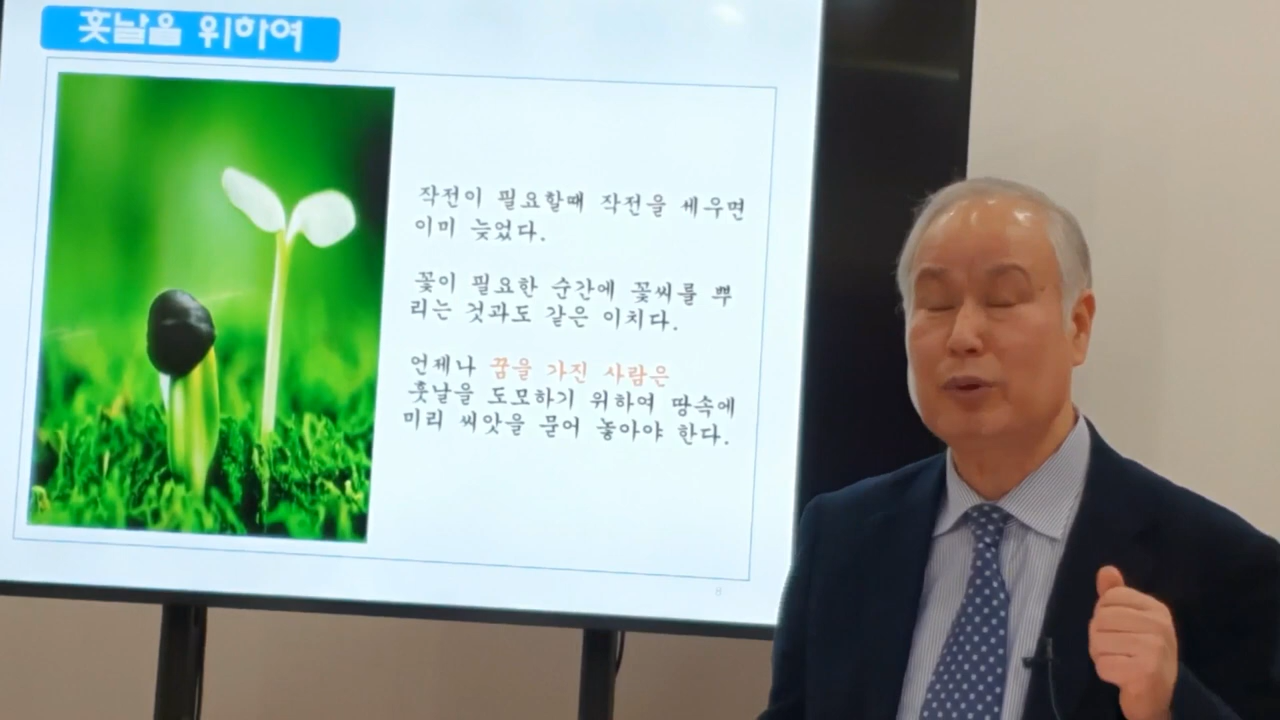 훗날을 위하여
작전이 필요할때 작전을 세우면
이미 늦었다.
꽃이 필요한 순간에 꽃씨를 뿌
리는 것과도 같은 이치다.
언제나 꿈을 가진 사람은
훗날을 도모하기 위하여 땅속에
미리 씨앗을 묻어 놓아야 한다.